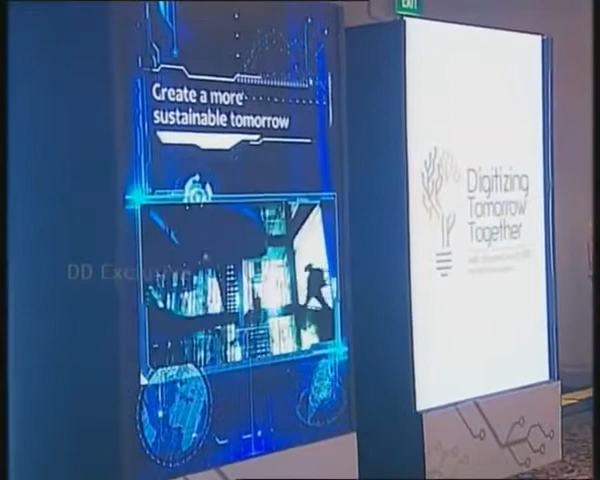 EXIT
Create a more
sustainable tomorrow
Digitizing
Tomorrow
Together
DD Exclusive